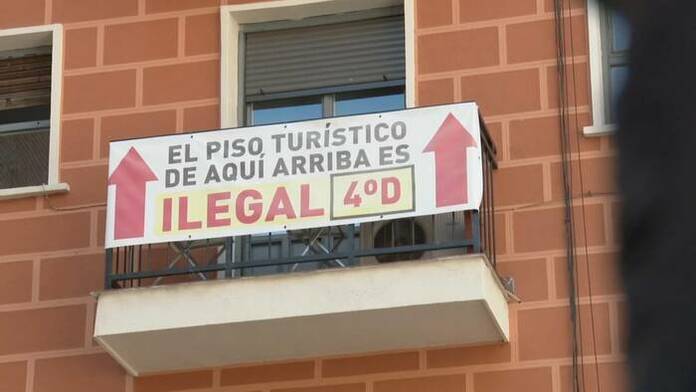 EL PISO TURÍSTICO
DE AQUÍ ARRIBA ES
ILEGAL 4ºD